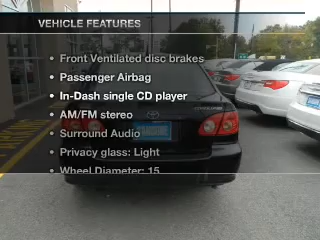 VEHICLE FEATURES
• Front Ventilated disc brakes
• Passenger Airbag
• In-Dash single CD player
• AM/FM stereo
• Surround Audio
• Privacy glass: Light
• Wheel Diameter: 15